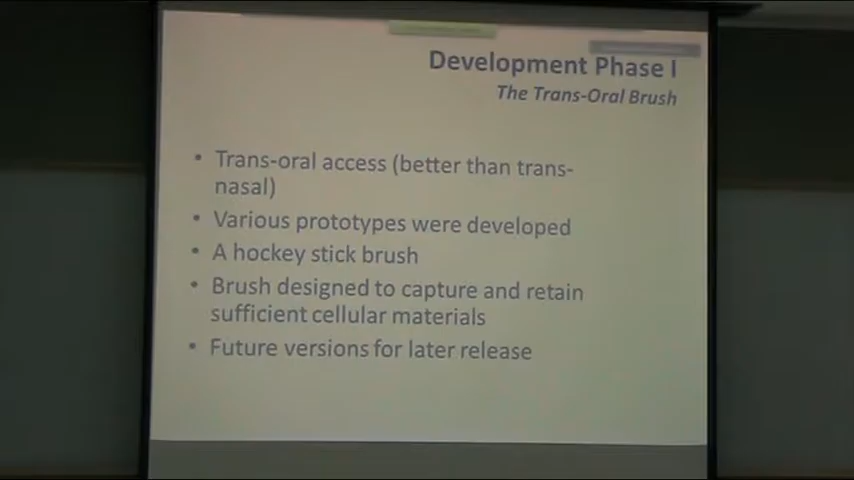 Development Phase I
The Trans-Oral Brush
• Trans-oral access (better than trans-
nasal)
• Various prototypes were developed
• A hockey stick brush
• Brush designed to capture and retain
sufficient cellular materials
• Future versions for later release